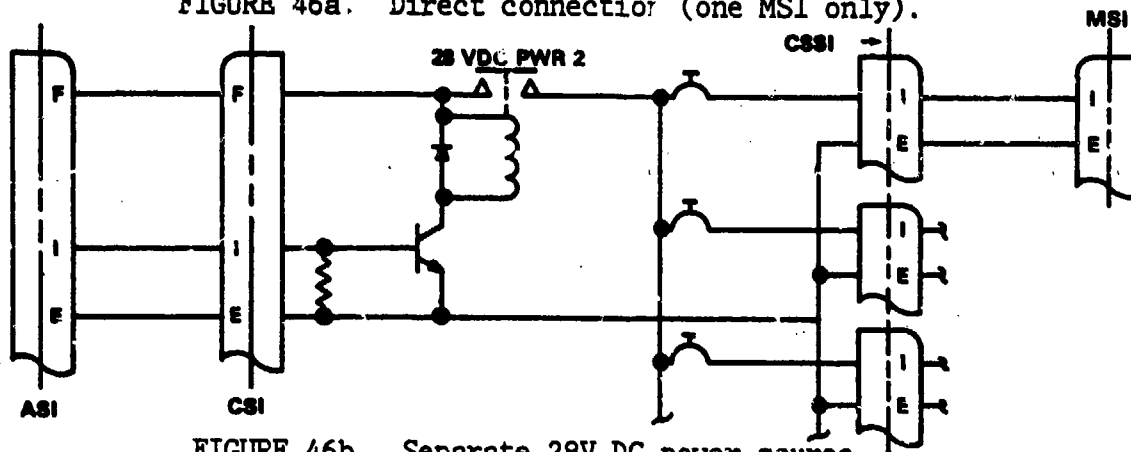 FIGURE 46a. Direct connection (one MSI only).
MSI
CSSI
28 VDC PWR 2
F F I I
E E
I I I
E E E
I
E
ASI CSI
FIGURE 46b. Separate 28V DC power source